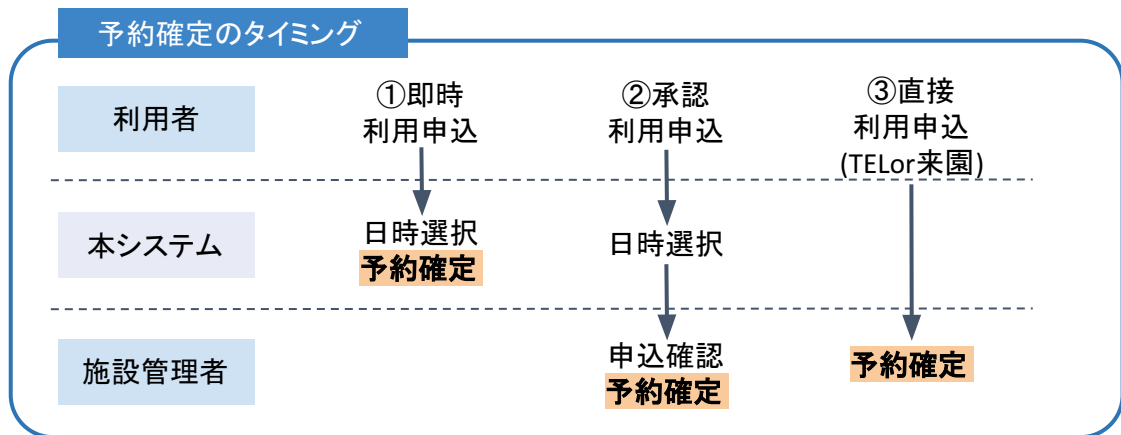 予約確定のタイミング
利用者
①即時
利用申込
②承認
利用申込
③直接
利用申込
(TELor来園)
本システム
日時選択
予約確定
日時選択
施設管理者
申込確認
予約確定
予約確定